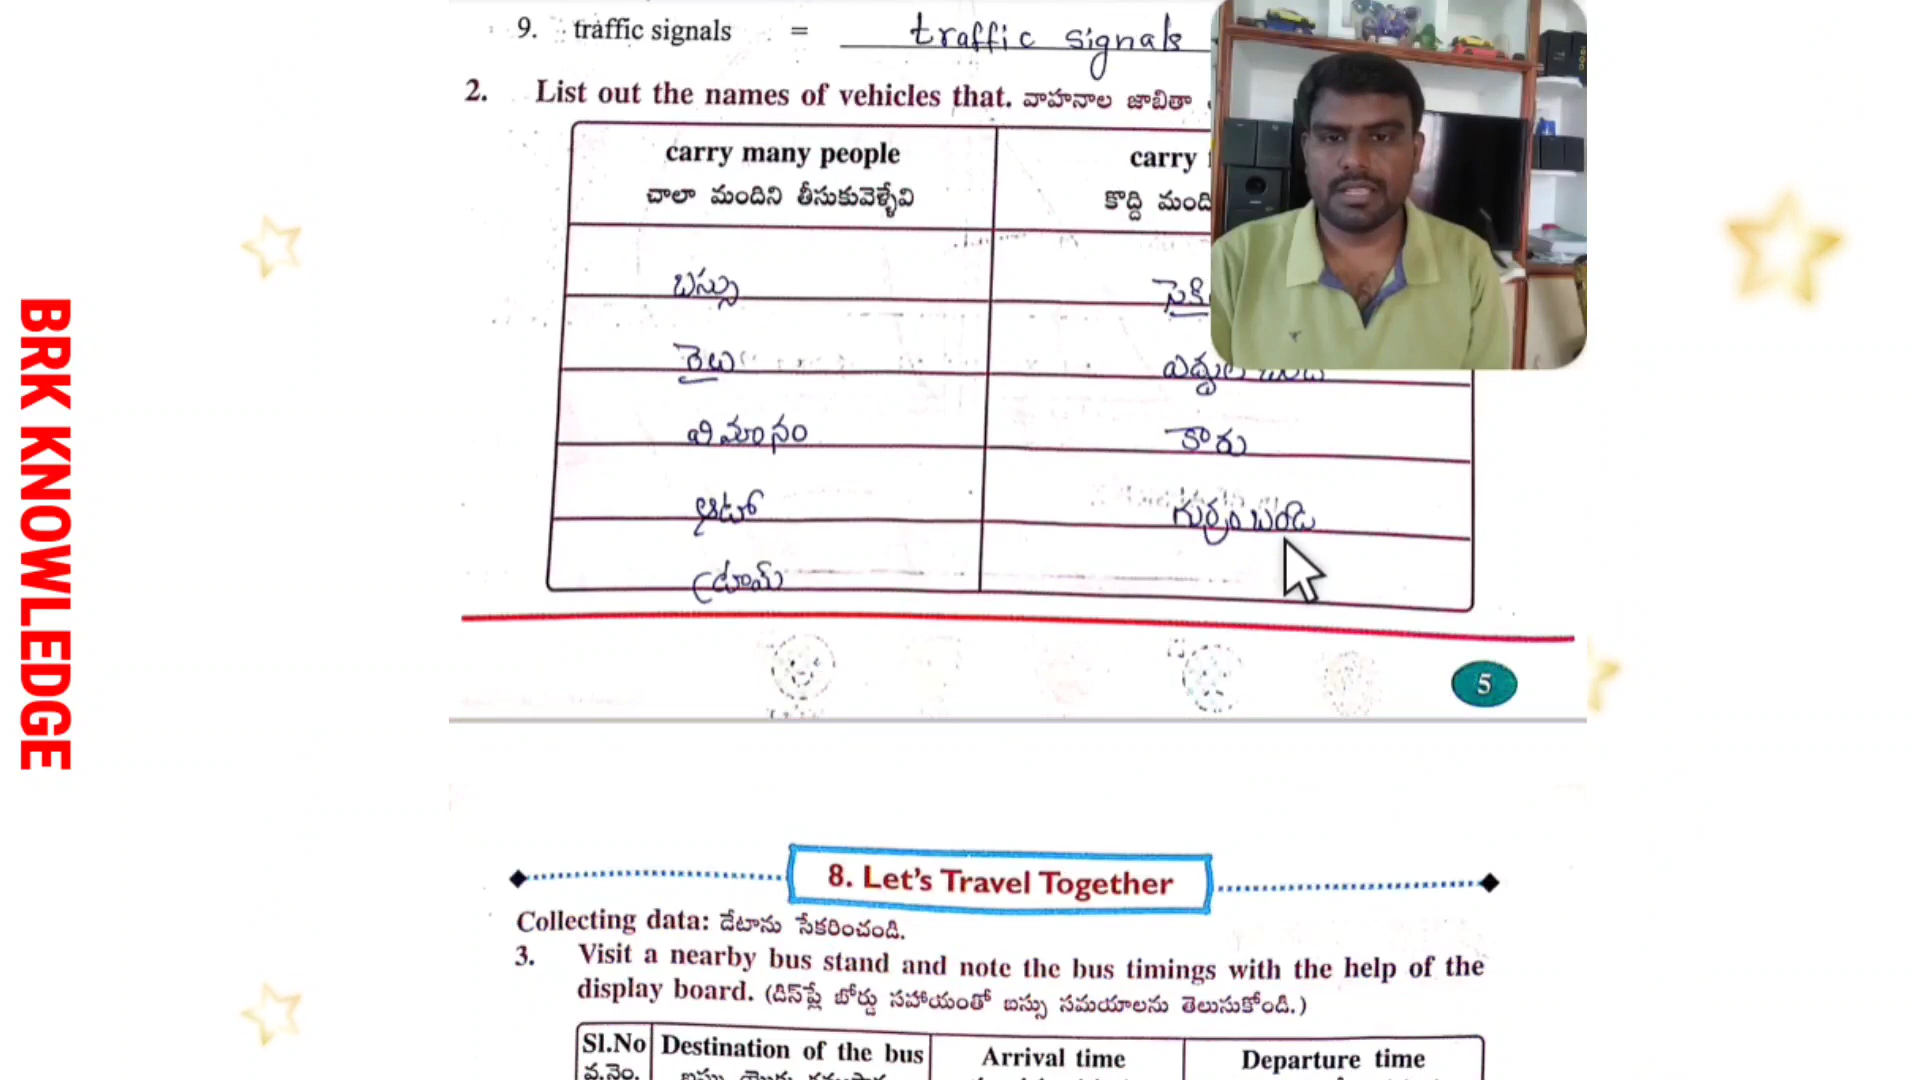 9. traffic signals = traffic signals
2. List out the names of vehicles that. వాహనాల జాబితా
carry many people
చాలా మందిని తీసుకువెళ్ళేవి
carry
కొద్ది
బస్సు
రైలు
విమానం
ఆటో
ట్రామ్
కారు
గుర్రం బండి
5
8. Let's Travel Together
Collecting data: డేటాను సేకరించండి.
3. Visit a nearby bus stand and note the bus timings with the help of the
display board. (డిస్‌ప్లే బోర్డు సహాయంతో బస్సు సమయాలను తెలుసుకోండి.)
Sl.No Destination of the bus Arrival time Departure time
వ.నెం.
BRK KNOWLEDGE